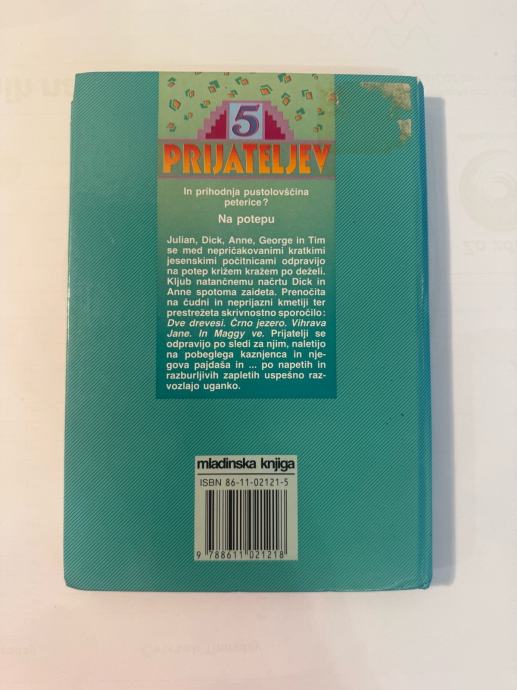 5
PRIJATELJEV
In prihodnja pustolovščina
peterice?
Na potepu
Julian, Dick, Anne, George in Tim
se med nepričakovanimi kratkimi
jesenskimi počitnicami odpravijo
na potep križem kražem po deželi.
Kljub natančnemu načrtu Dick in
Anne spotoma zaideta. Prenočita
na čudni in neprijazni kmetiji ter
prestrežeta skrivnostno sporočilo:
Dve drevesi. Črno jezero. Vihrava
Jane. In Maggy ve. Prijatelji se
odpravijo po sledi za njim, naletijo
na pobeglega kaznjenca in nje-
gova pajdaša in ... po napetih in
razburljivih zapletih uspešno raz-
vozlajo uganko.
mladinska knjiga
ISBN 86-11-02121-5
9 788611 021218